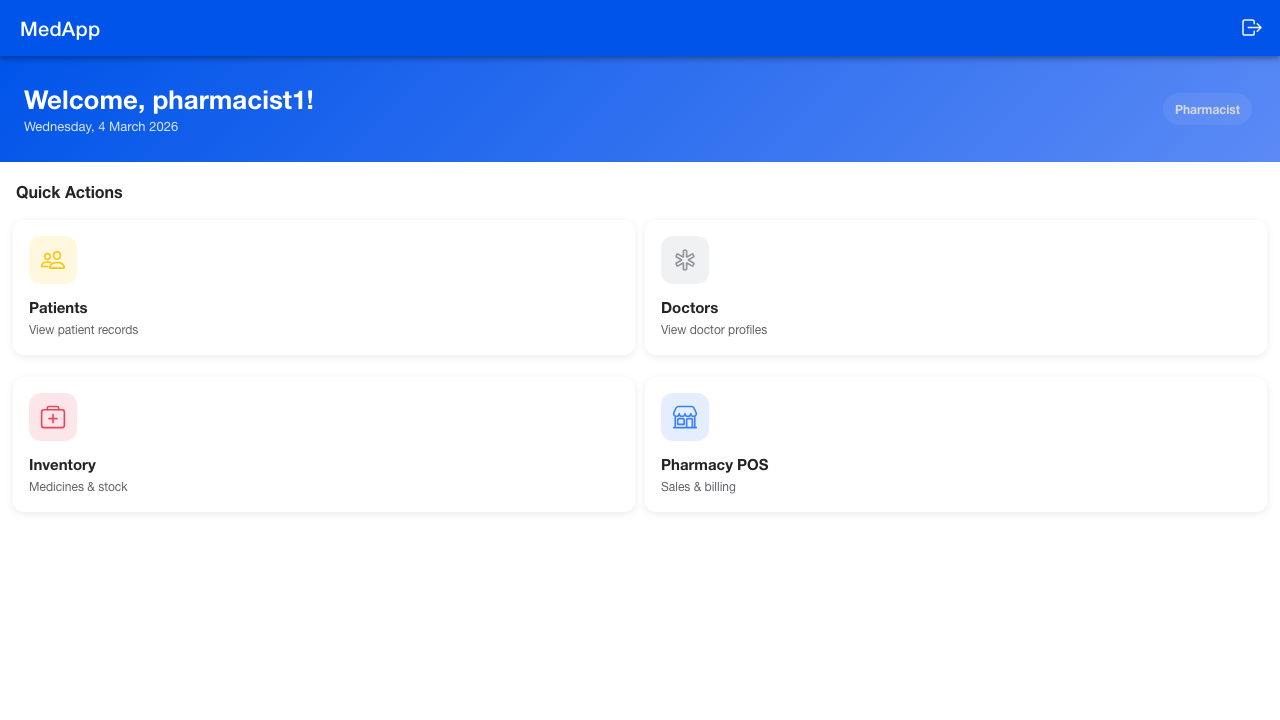 MedApp
Welcome, pharmacist1!
Wednesday, 4 March 2026
Pharmacist
Quick Actions
Patients
View patient records
Doctors
View doctor profiles
Inventory
Medicines & stock
Pharmacy POS
Sales & billing